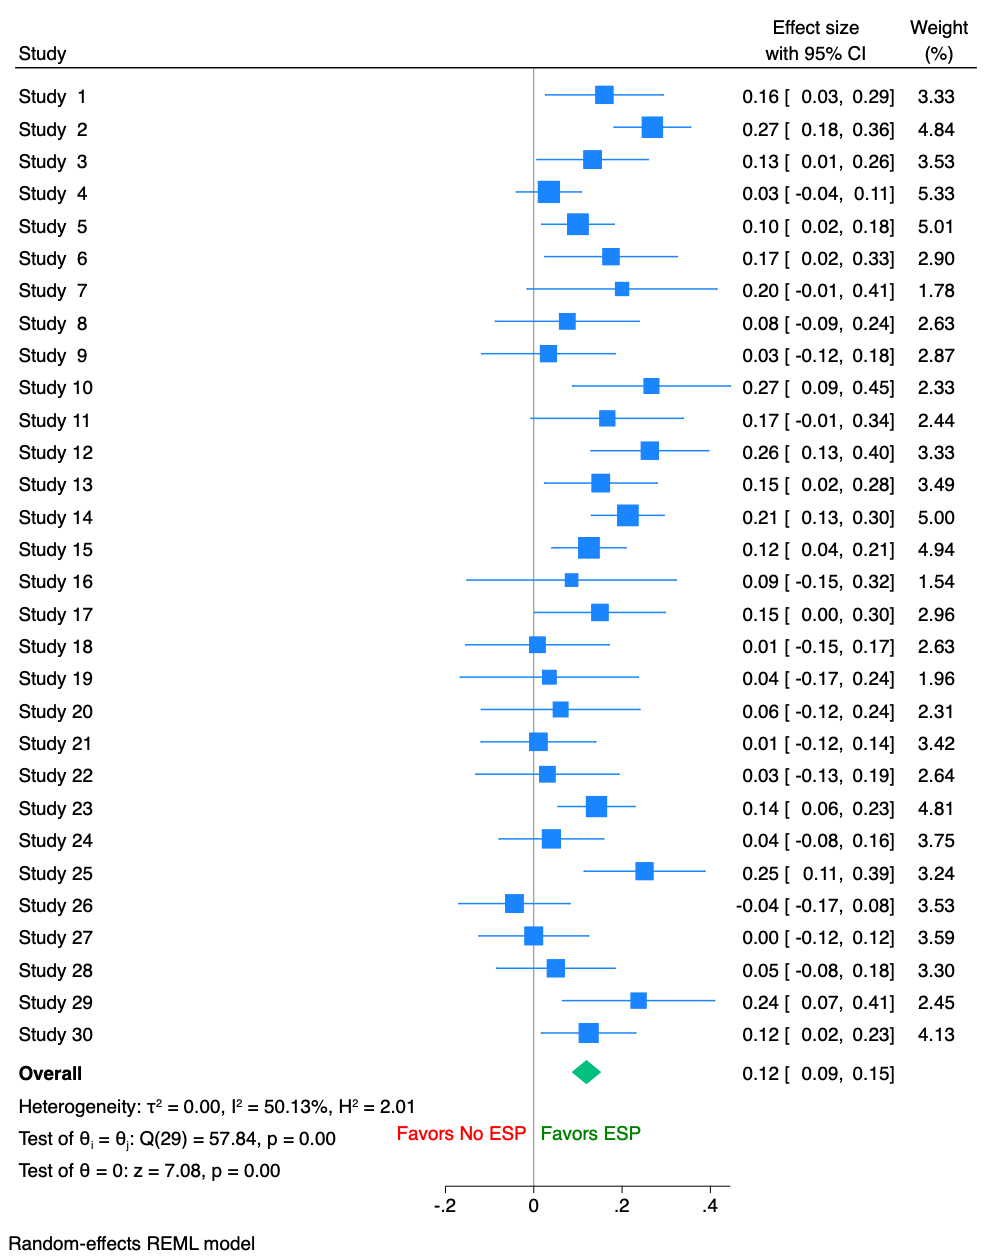 Effect size Weight
Study with 95% CI (%)
Study 1 0.16 [ 0.03, 0.29] 3.33
Study 2 0.27 [ 0.18, 0.36] 4.84
Study 3 0.13 [ 0.01, 0.26] 3.53
Study 4 0.03 [ -0.04, 0.11] 5.33
Study 5 0.10 [ 0.02, 0.18] 5.01
Study 6 0.17 [ 0.02, 0.33] 2.90
Study 7 0.20 [ -0.01, 0.41] 1.78
Study 8 0.08 [ -0.09, 0.24] 2.63
Study 9 0.03 [ -0.12, 0.18] 2.87
Study 10 0.27 [ 0.09, 0.45] 2.33
Study 11 0.17 [ -0.01, 0.34] 2.44
Study 12 0.26 [ 0.13, 0.40] 3.33
Study 13 0.15 [ 0.02, 0.28] 3.49
Study 14 0.21 [ 0.13, 0.30] 5.00
Study 15 0.12 [ 0.04, 0.21] 4.94
Study 16 0.09 [ -0.15, 0.32] 1.54
Study 17 0.15 [ 0.00, 0.30] 2.96
Study 18 0.01 [ -0.15, 0.17] 2.63
Study 19 0.04 [ -0.17, 0.24] 1.96
Study 20 0.06 [ -0.12, 0.24] 2.31
Study 21 0.01 [ -0.12, 0.14] 3.42
Study 22 0.03 [ -0.13, 0.19] 2.64
Study 23 0.14 [ 0.06, 0.23] 4.81
Study 24 0.04 [ -0.08, 0.16] 3.75
Study 25 0.25 [ 0.11, 0.39] 3.24
Study 26 -0.04 [ -0.17, 0.08] 3.53
Study 27 0.00 [ -0.12, 0.12] 3.59
Study 28 0.05 [ -0.08, 0.18] 3.30
Study 29 0.24 [ 0.07, 0.41] 2.45
Study 30 0.12 [ 0.02, 0.23] 4.13
Overall 0.12 [ 0.09, 0.15]
Heterogeneity: τ² = 0.00, I² = 50.13%, H² = 2.01
Test of θᵢ = θⱼ: Q(29) = 57.84, p = 0.00
Favors No ESP Favors ESP
Test of θ = 0: z = 7.08, p = 0.00
-.2 0 .2 .4
Random-effects REML model